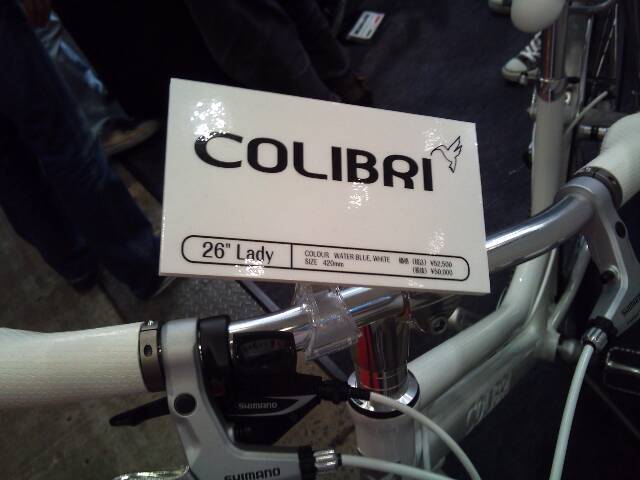 COLIBRI
26" Lady
COLOUR WATER BLUE, WHITE 価格 (税込) ¥52,500
SIZE 420mm (税抜) ¥50,000
SHIMANO
SHIMANO
SHIMANO